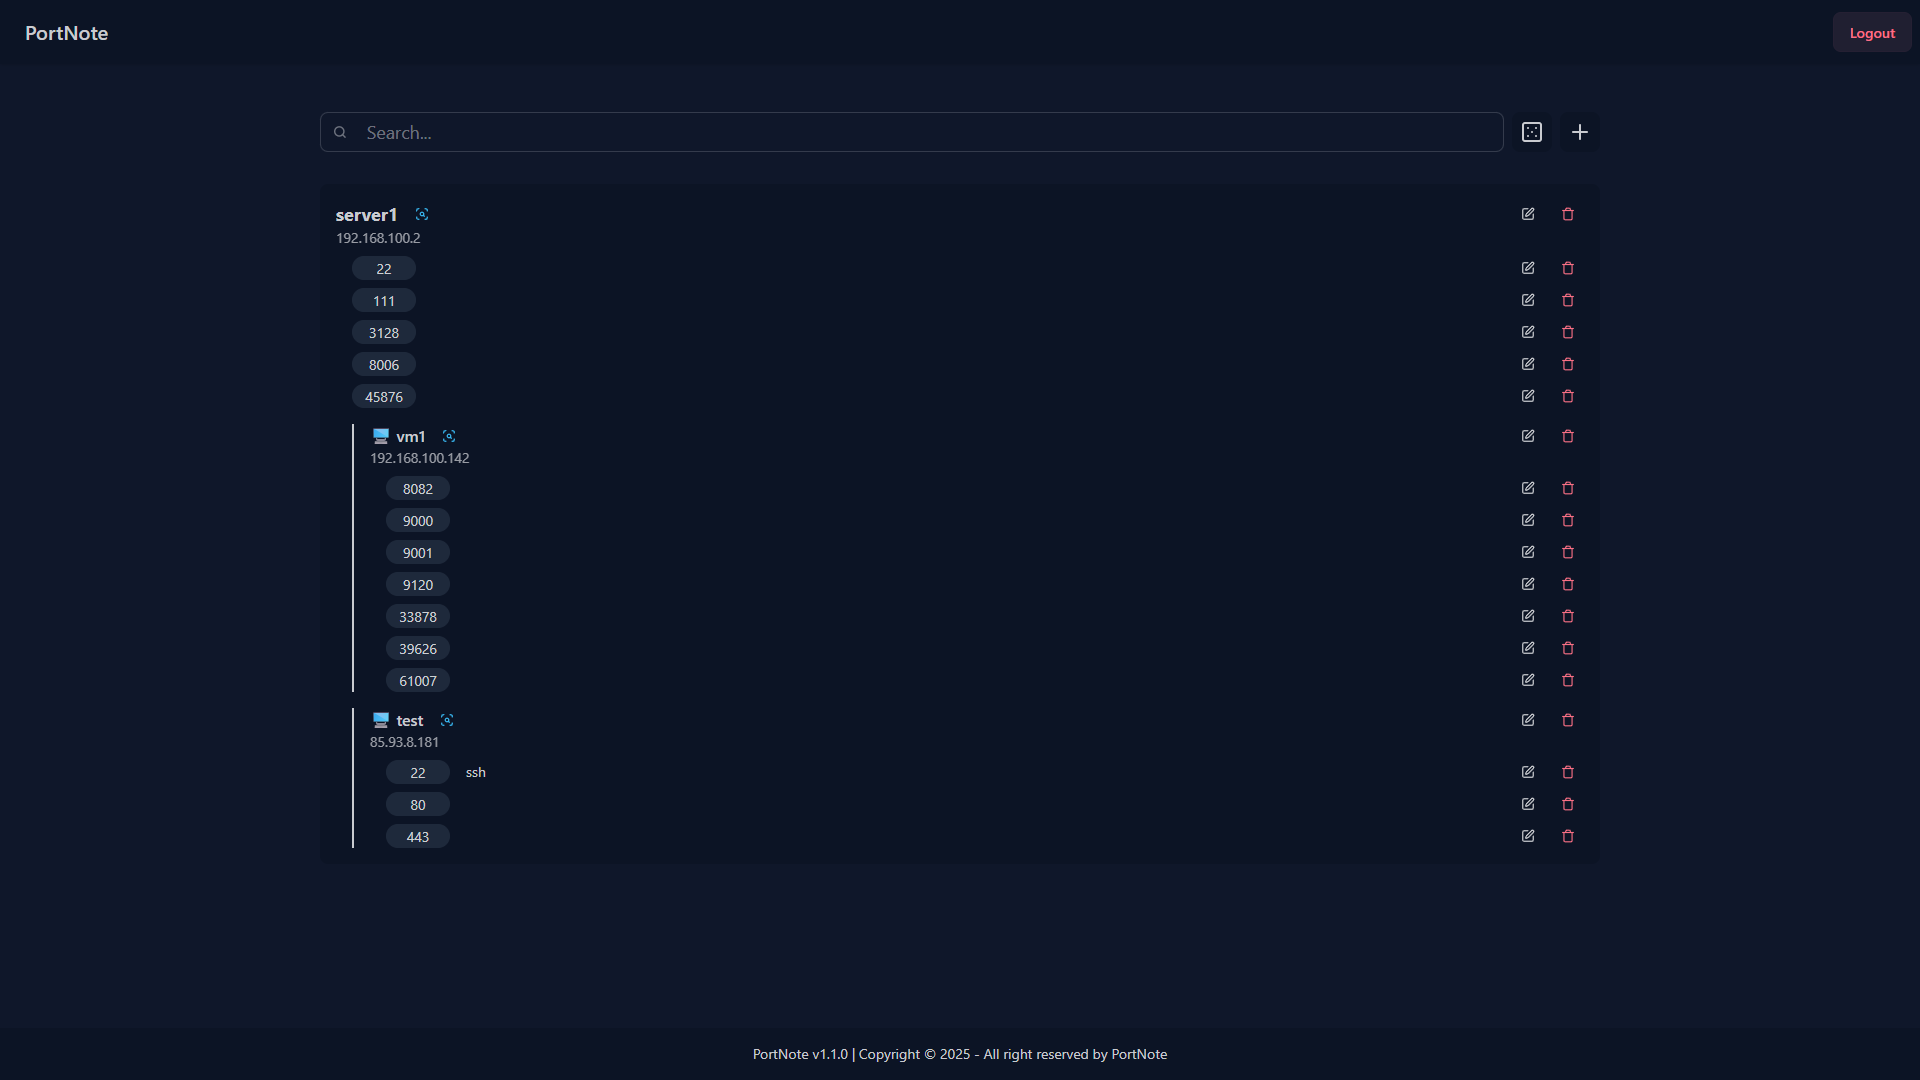 PortNote
Logout
Search...
server1
192.168.100.2
22
111
3128
8006
45876
vm1
192.168.100.142
8082
9000
9001
9120
33878
39626
61007
test
85.93.8.181
22 ssh
80
443
PortNote v1.1.0 | Copyright © 2025 - All right reserved by PortNote